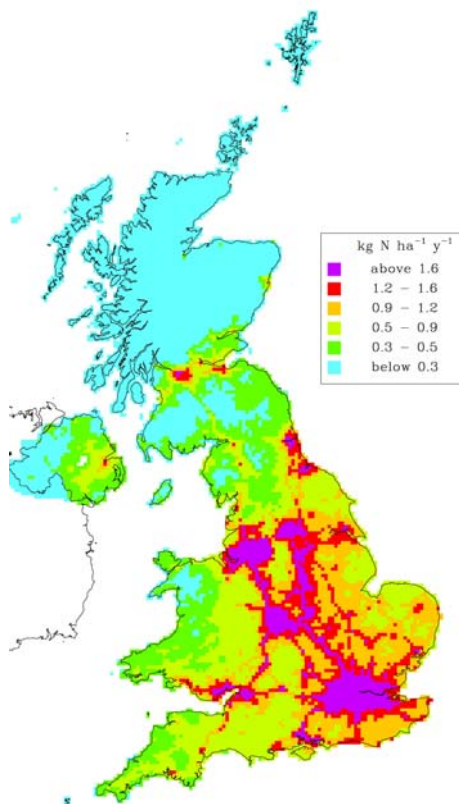 kg N ha⁻¹ y⁻¹
above 1.6
1.2 – 1.6
0.9 – 1.2
0.5 – 0.9
0.3 – 0.5
below 0.3